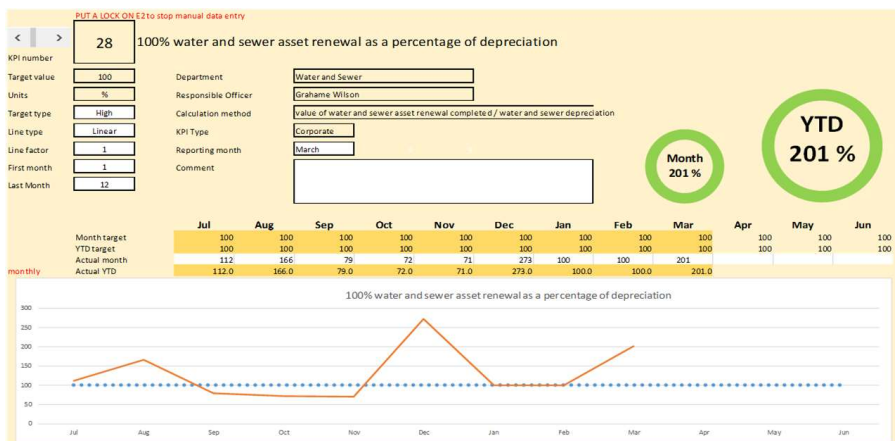 PUT A LOCK ON E2 to stop manual data entry
< >
KPI number
28
100% water and sewer asset renewal as a percentage of depreciation
Target value 100 Department Water and Sewer
Units % Responsible Officer Grahame Wilson
Target type High Calculation method value of water and sewer asset renewal completed / water and sewer depreciation
Line type Linear KPI Type Corporate
Line factor 1 Reporting month March
First month 1 Comment
Last Month 12
Month
201 %
YTD
201 %
Jul Aug Sep Oct Nov Dec Jan Feb Mar Apr May Jun
Month target 100 100 100 100 100 100 100 100 100 100 100 100
YTD target 100 100 100 100 100 100 100 100 100 100 100 100
Actual month 112 166 79 72 71 273 100 100 201
monthly Actual YTD 112.0 166.0 79.0 72.0 71.0 273.0 100.0 100.0 201.0
100% water and sewer asset renewal as a percentage of depreciation
300
250
200
150
100
50
0
Jul Aug Sep Oct Nov Dec Jan Feb Mar Apr May Jun